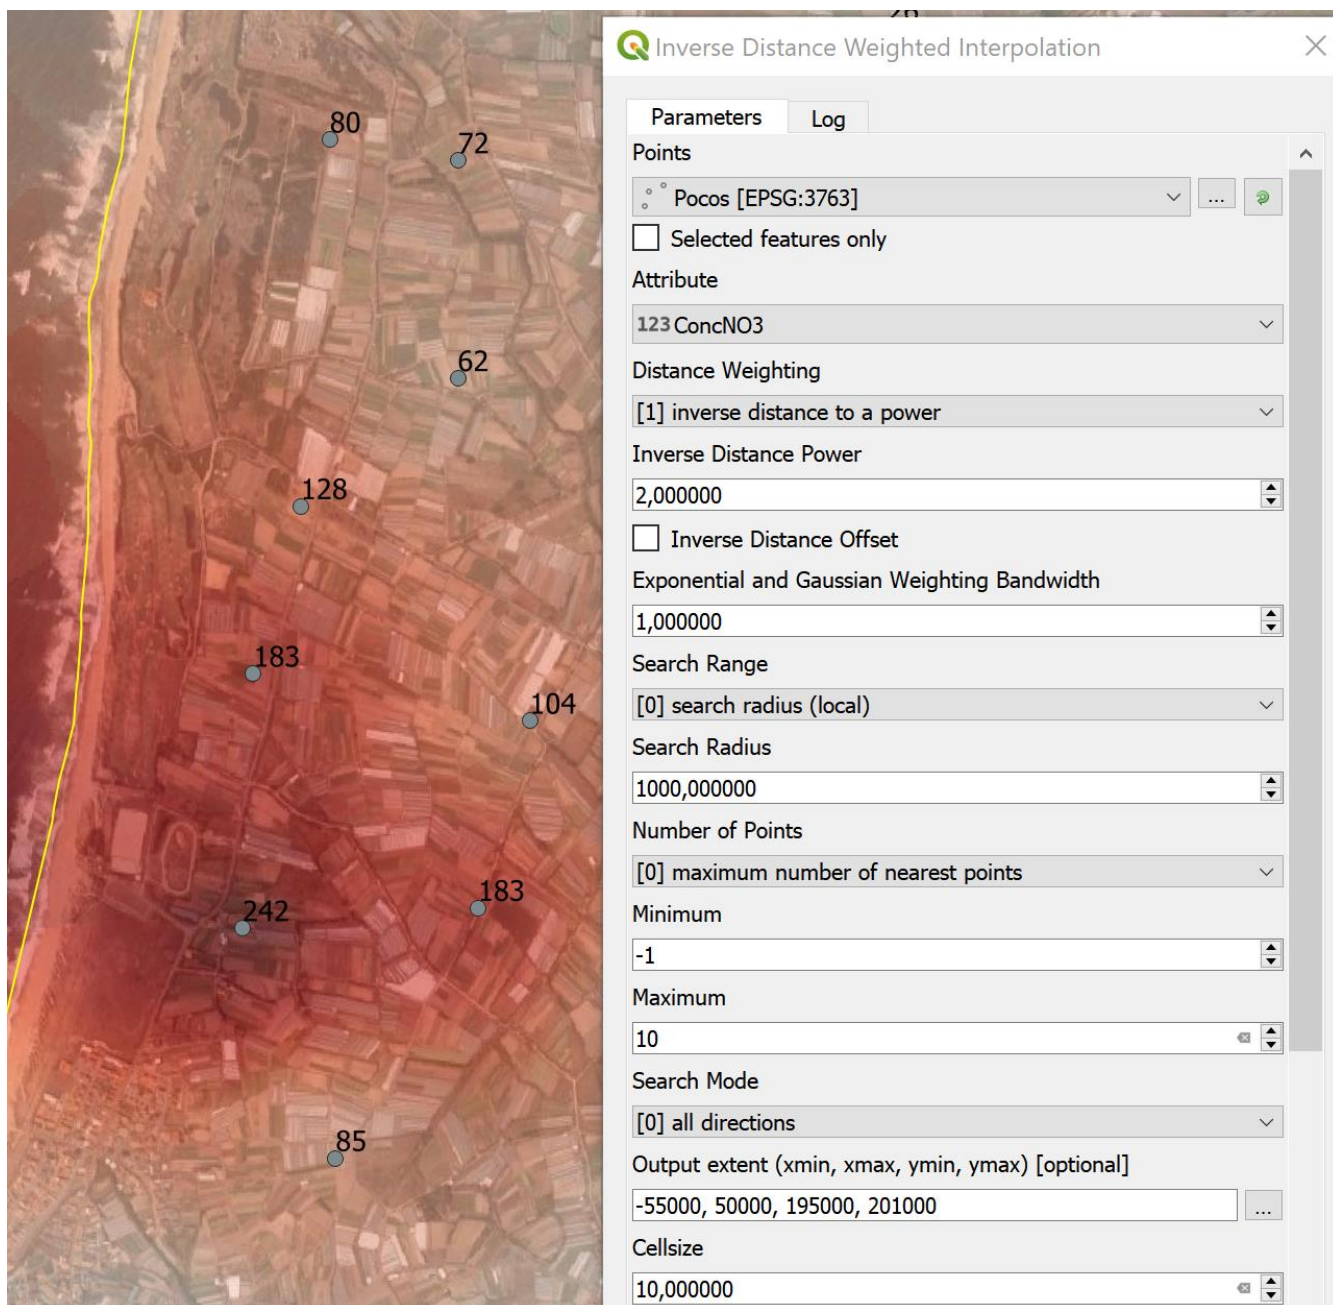 80
72
62
128
183
104
242
183
85
Inverse Distance Weighted Interpolation
Parameters
Log
Points
Pocos [EPSG:3763]
...
Selected features only
Attribute
123 ConcNO3
Distance Weighting
[1] inverse distance to a power
Inverse Distance Power
2,000000
Inverse Distance Offset
Exponential and Gaussian Weighting Bandwidth
1,000000
Search Range
[0] search radius (local)
Search Radius
1000,000000
Number of Points
[0] maximum number of nearest points
Minimum
-1
Maximum
10
Search Mode
[0] all directions
Output extent (xmin, xmax, ymin, ymax) [optional]
-55000, 50000, 195000, 201000
...
Cellsize
10,000000